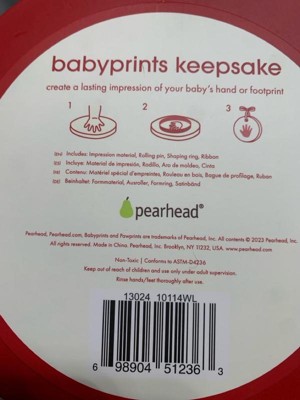 babyprints keepsake
create a lasting impression of your baby's hand or footprint
1 2 3
EN Includes: Impression material, Rolling pin, Shaping ring, Ribbon
Incluye: Material de impresión, Rodillo, Aro de moldeo, Cinta
Contenu: Matériel spécial d'empreintes, Rouleau en bois, Bague de profilage, Ruban
Beinhaltet: Formmaterial, Ausroller, Formring, Satinbänd
pearhead®
Pearhead, Pearhead.com, Babyprints and Pawprints are trademarks of Pearhead, Inc. All contents © 2023 Pearhead, Inc.
All rights reserved. Made in China. Pearhead, Inc. Brooklyn, NY 11232, USA. www.pearhead.com
Non-Toxic | Conforms to ASTM-D4236
Keep out of reach of children and use only under adult supervision.
Rinse hands/feet thoroughly after use.
13024 10114WL
6 98904 51236 3